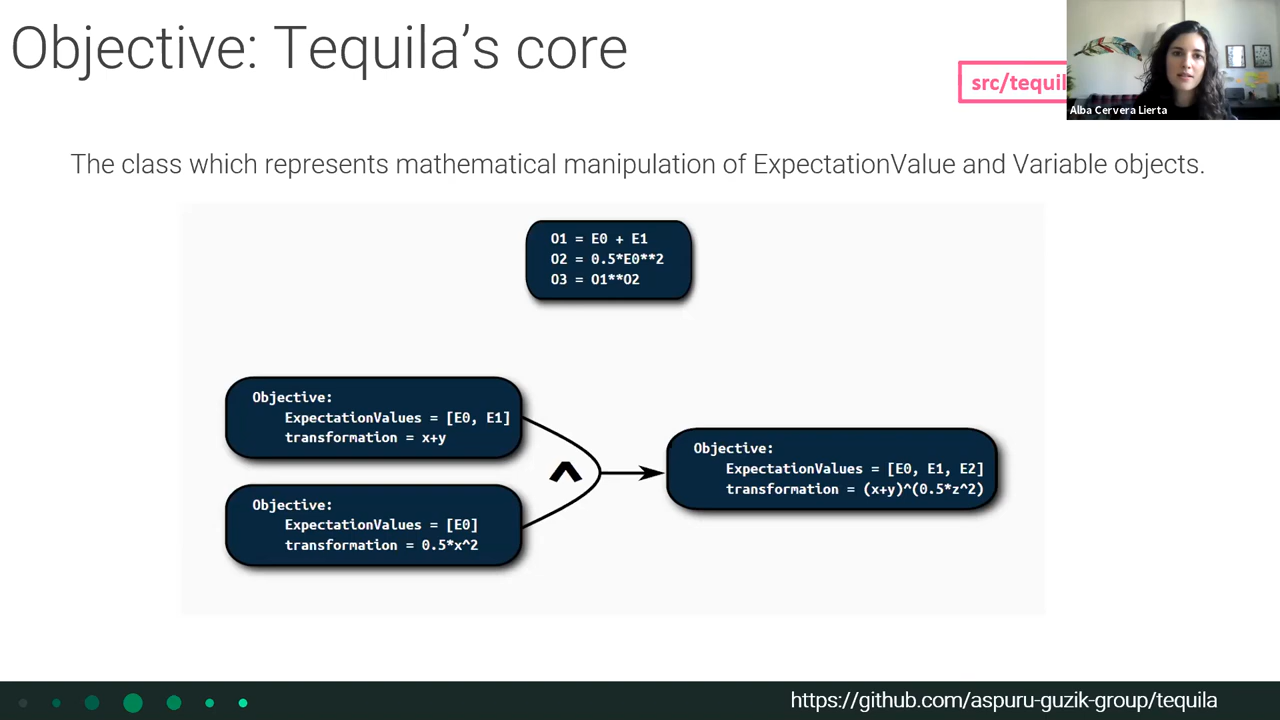 Objective: Tequila’s core
src/tequil
Alba Cervera Lierta
The class which represents mathematical manipulation of ExpectationValue and Variable objects.
O1 = E0 + E1
O2 = 0.5*E0**2
O3 = O1**O2
Objective:
ExpectationValues = [E0, E1]
transformation = x+y
^
Objective:
ExpectationValues = [E0]
transformation = 0.5*x^2
Objective:
ExpectationValues = [E0, E1, E2]
transformation = (x+y)^(0.5*z^2)
https://github.com/aspuru-guzik-group/tequila